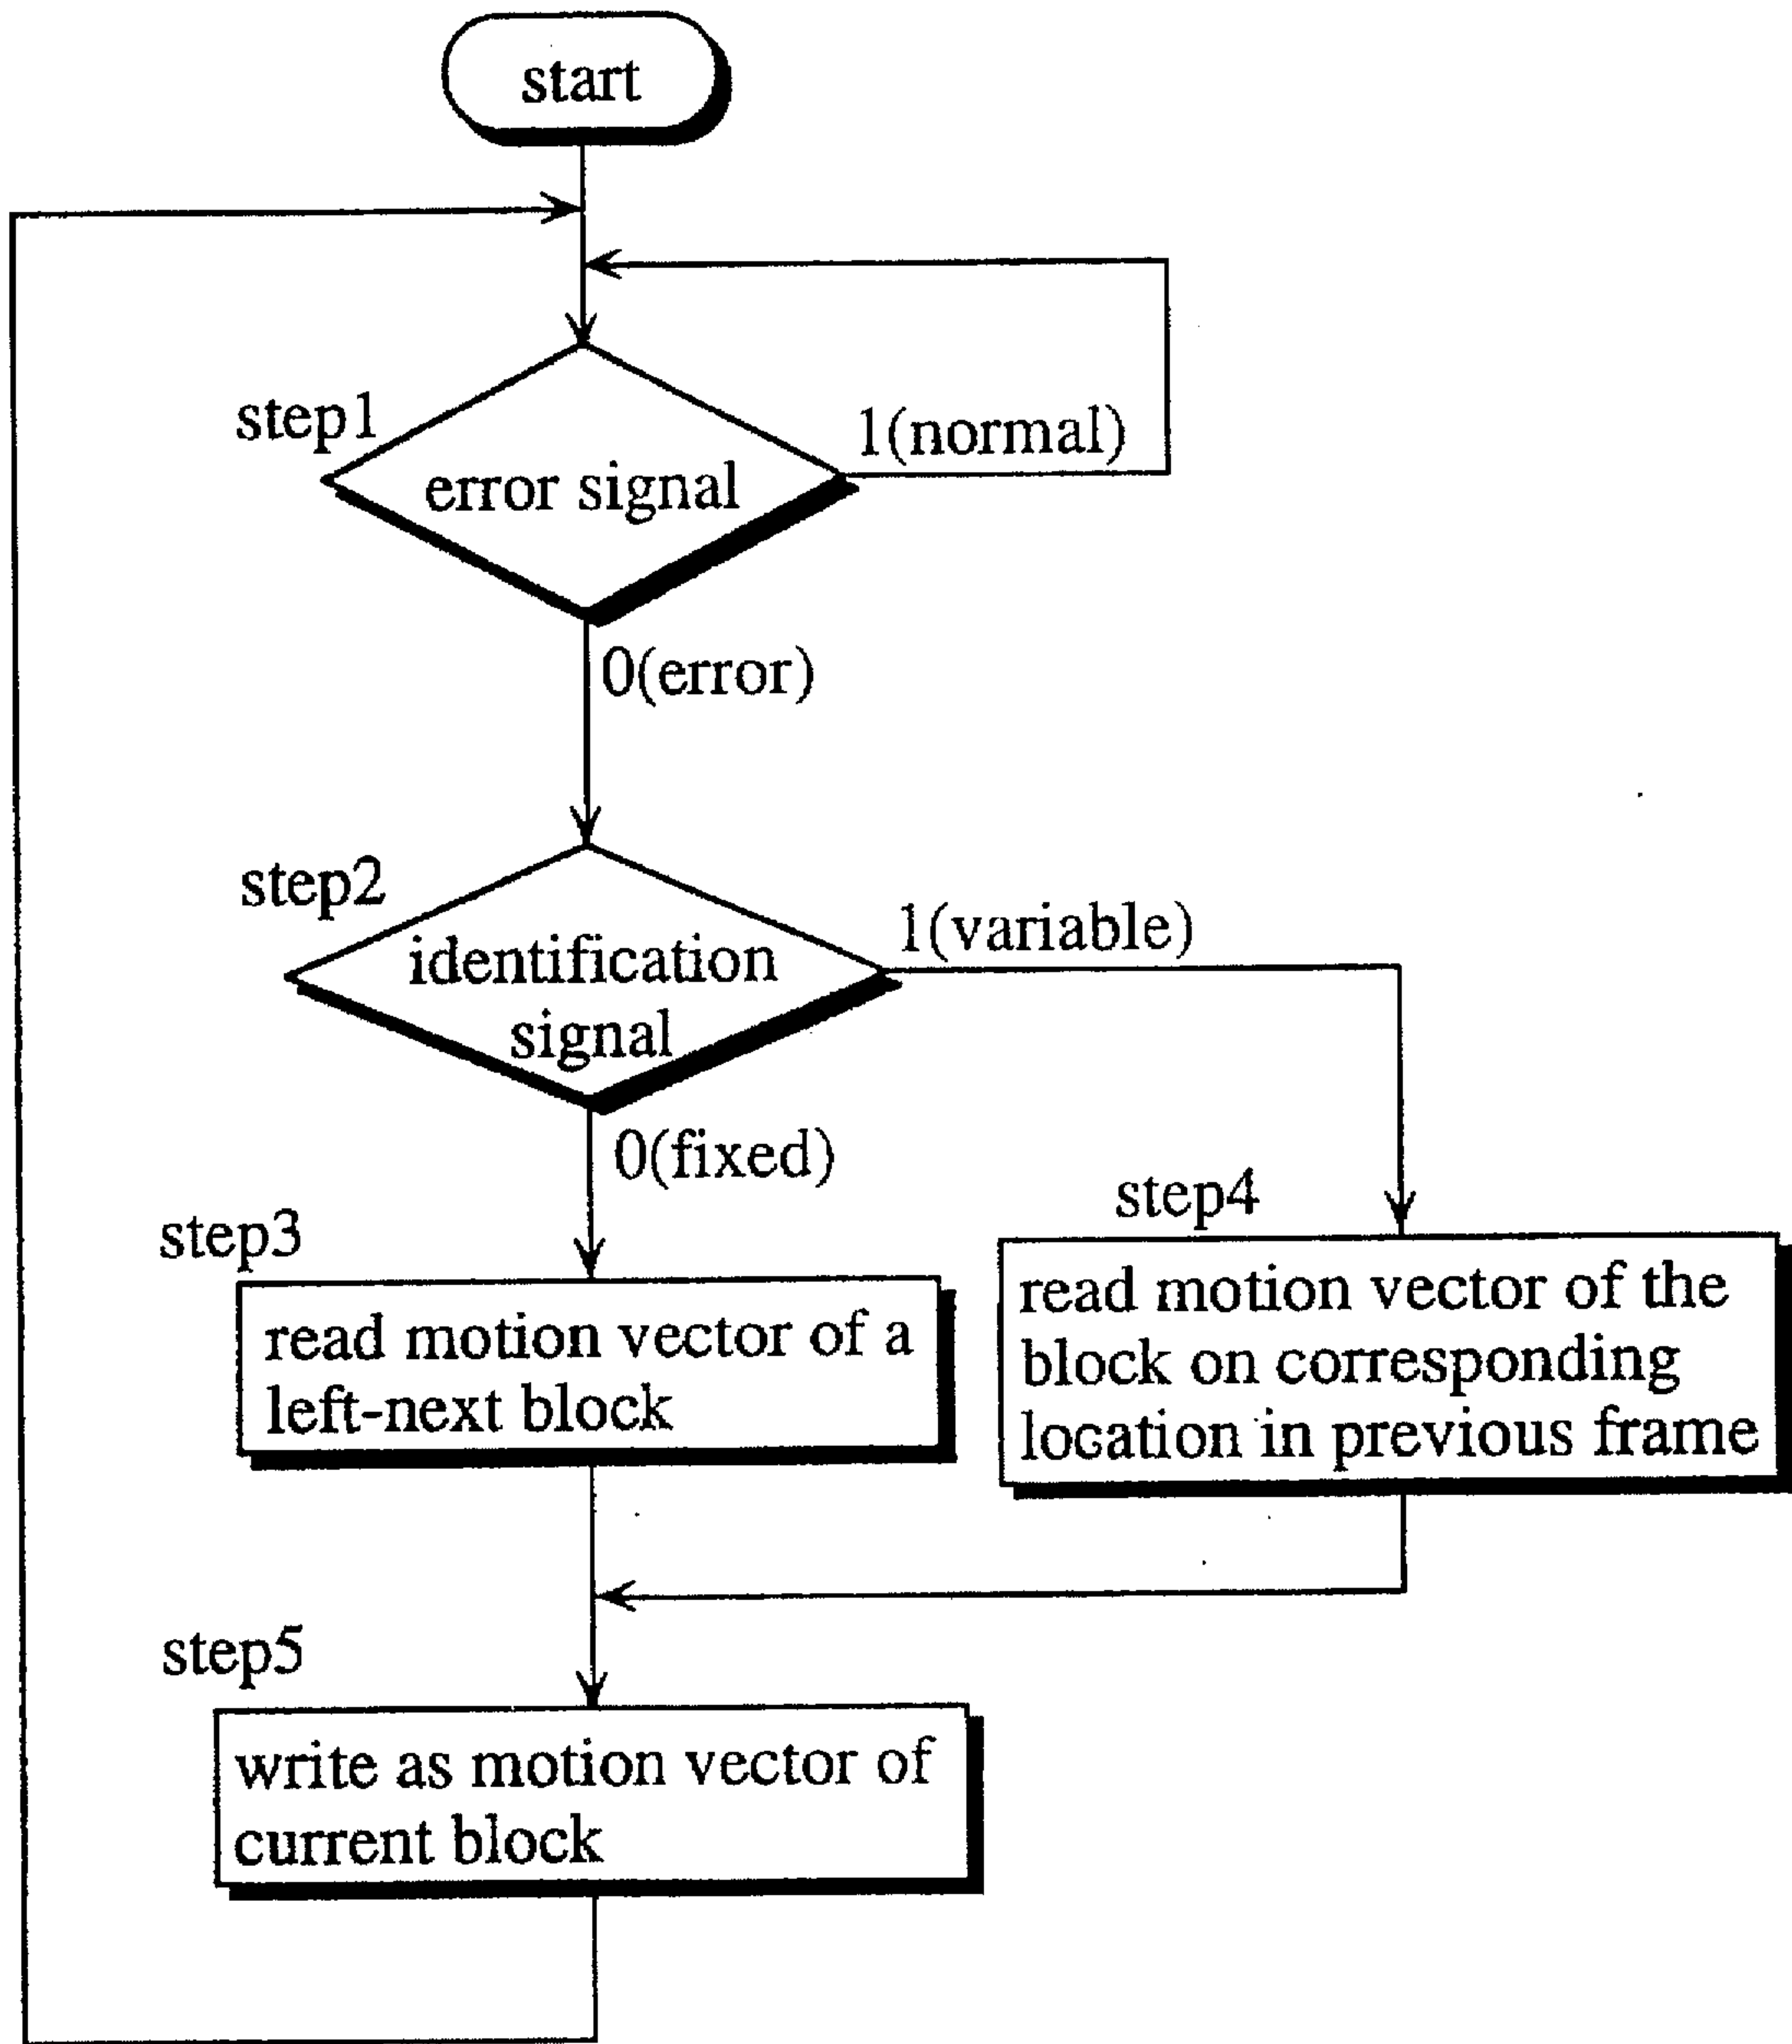 start
step1
error signal
1(normal)
0(error)
step2
identification
signal
1(variable)
0(fixed)
step3
read motion vector of a
left-next block
step4
read motion vector of the
block on corresponding
location in previous frame
step5
write as motion vector of
current block